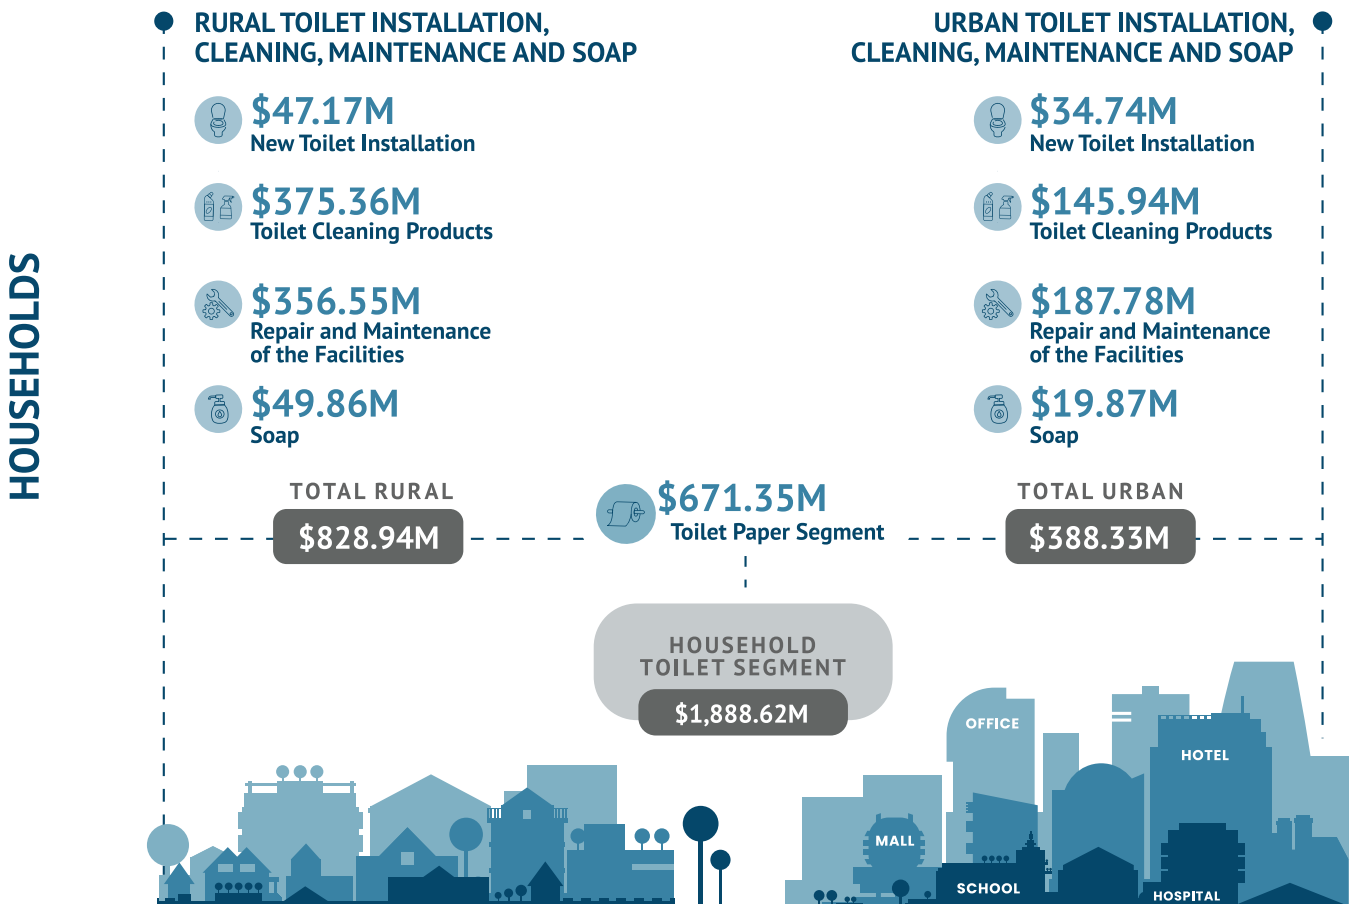 HOUSEHOLDS
RURAL TOILET INSTALLATION,
CLEANING, MAINTENANCE AND SOAP
$47.17M
New Toilet Installation
$375.36M
Toilet Cleaning Products
$356.55M
Repair and Maintenance
of the Facilities
$49.86M
Soap
TOTAL RURAL
$828.94M
URBAN TOILET INSTALLATION,
CLEANING, MAINTENANCE AND SOAP
$34.74M
New Toilet Installation
$145.94M
Toilet Cleaning Products
$187.78M
Repair and Maintenance
of the Facilities
$19.87M
Soap
TOTAL URBAN
$388.33M
$671.35M
Toilet Paper Segment
HOUSEHOLD
TOILET SEGMENT
$1,888.62M
OFFICE
HOTEL
MALL
SCHOOL
HOSPITAL